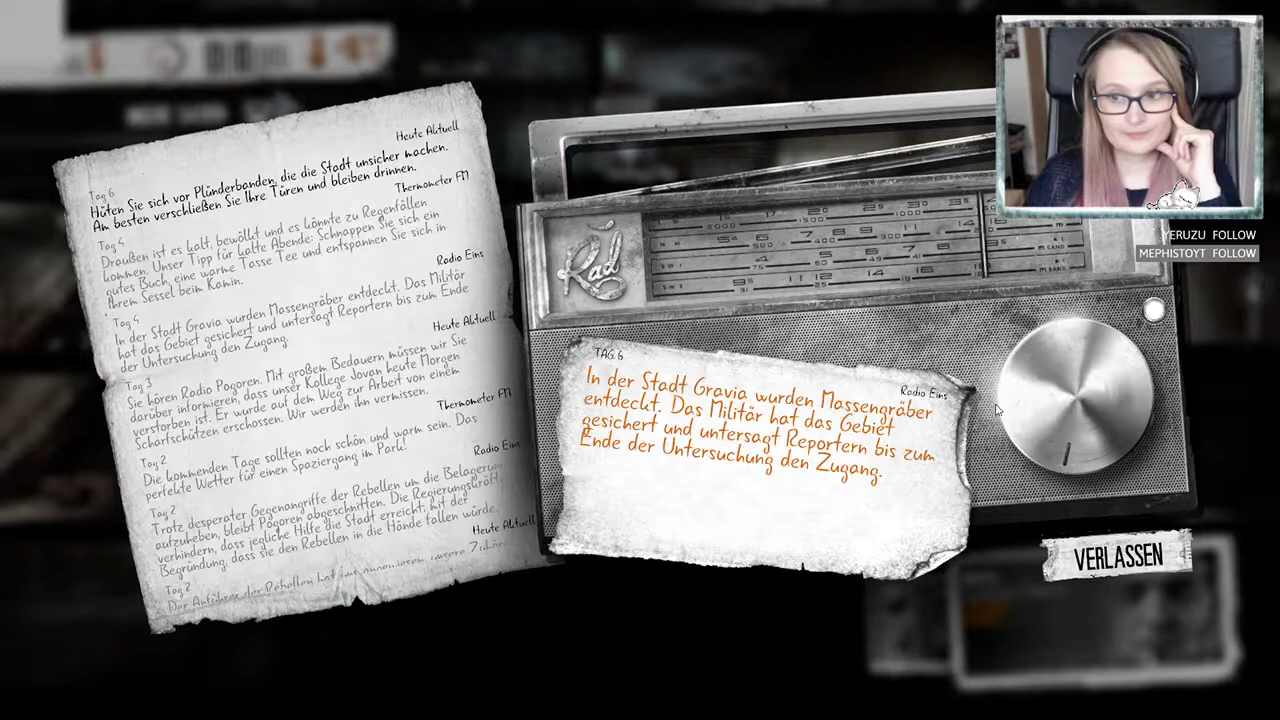 Heute Aktuell
Tag 6
Hüten Sie sich vor Plünderbanden, die die Stadt unsicher machen.
Am besten verschließen Sie Ihre Türen und bleiben drinnen.
Thermometer FM
Tag 4
Draußen ist es kalt, bewölkt und es könnte zu Regenfällen
kommen. Unser Tipp für kalte Abende: Schnappen Sie sich ein
gutes Buch, eine warme Tasse Tee und entspannen Sie sich in
Ihrem Sessel beim Kamin.
Radio Eins
Tag 4
In der Stadt Gravia wurden Massengräber entdeckt. Das Militär
hat das Gebiet gesichert und untersagt Reportern bis zum Ende
der Untersuchung den Zugang.
Heute Aktuell
Tag 3
Sie hören Radio Pogoren. Mit großem Bedauern müssen wir Sie
darüber informieren, dass unser Kollege Jovan heute Morgen
verstorben ist. Er wurde auf dem Weg zur Arbeit von einem
Scharfschützen erschossen. Wir werden ihn vermissen.
Thermometer FM
Tag 2
Die kommenden Tage sollten noch schön und warm sein. Das
perfekte Wetter für einen Spaziergang im Park!
Radio Eins
Tag 2
Trotz desperater Gegenangriffe der Rebellen um die Belagerung
aufzuheben, bleibt Pogoren abgeschnitten. Die Regierungskräft
verhindern, dass jegliche Hilfe die Stadt erreicht, mit der
Begründung, dass sie den Rebellen in die Hände fallen würde.
Heute Aktuell
Tag 2
Der Anführer der Rebellen hat
Rad
TAG 6
Radio Eins
In der Stadt Gravia wurden Massengräber
entdeckt. Das Militär hat das Gebiet
gesichert und untersagt Reportern bis zum
Ende der Untersuchung den Zugang.
YERUZU FOLLOW
MEPHISTOYT FOLLOW
VERLASSEN